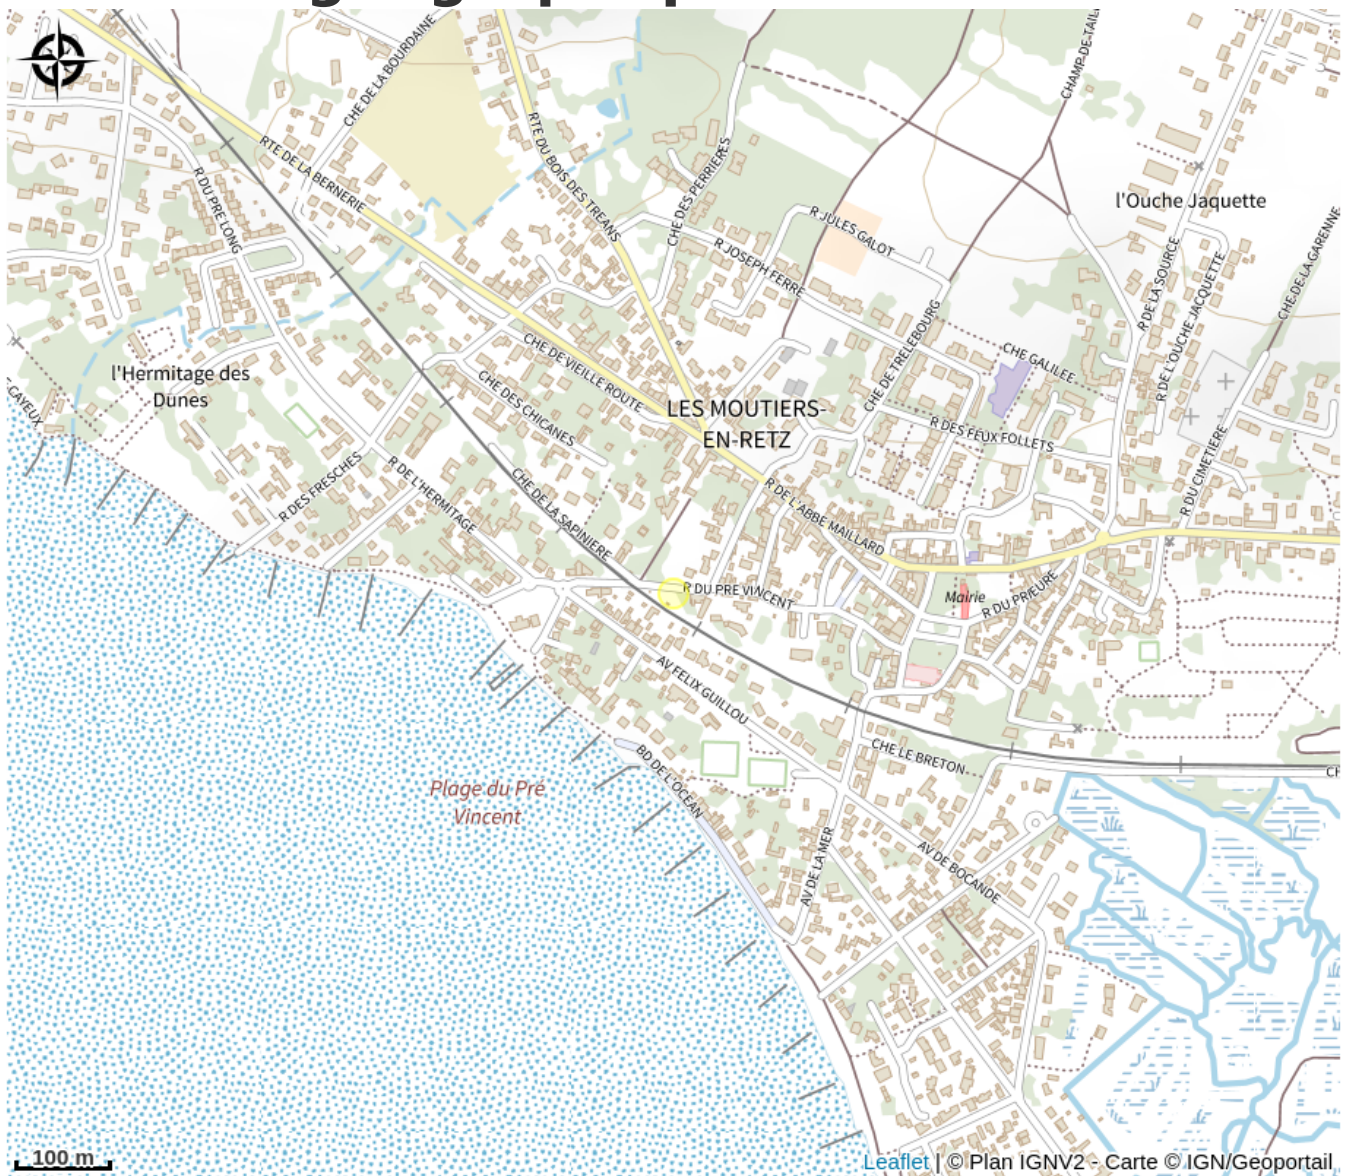 CHE DE LA BOURDAINE
CHAMP-DE-TAIL
RTE DE LA BERNERIE
RTE DU BOIS DES TREANS
CHE DES PERRIERES
R DU PRE LONG
R JULES GALOT
R JOSEPH FERRE
l'Ouche Jaquette
R DE LA SOURCE
R DE L'OUCHE JACQUETTE
CHE-DE-LA-GARENNE
CHE DE TRELEBOURG
CHE GALILEE
l'Hermitage des
Dunes
CHE DE VIEILLE ROUTE
CHE DES CHICANES
LES MOUTIERS-
EN-RETZ
R DES FEUX FOLLETS
R DU CIMETIERE
E CAYEUX
R DES FRESCHES
R DE L'HERMITAGE
CHE DE LA SAPINIERE
R DE L'ABBE MAILLARD
R DU PRE VINCENT
Mairie
R DU PRIEURE
AV FELIX GUILLOU
BD DE L'OCEAN
CHE LE BRETON
CH
Plage du Pré
Vincent
AV DE LA MER
AV DE BOCANDE
100 m
Leaflet | © Plan IGNV2 - Carte © IGN/Geoportail